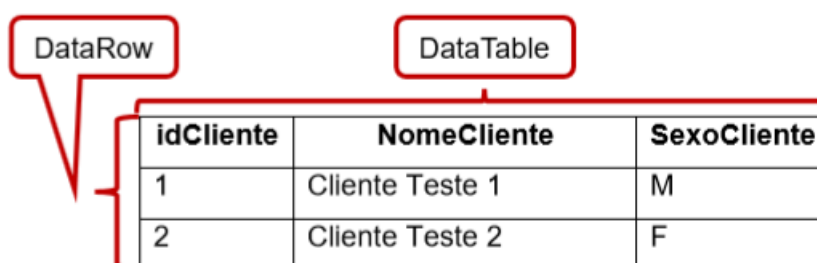 DataRow DataTable
idCliente NomeCliente SexoCliente
1 Cliente Teste 1 M
2 Cliente Teste 2 F